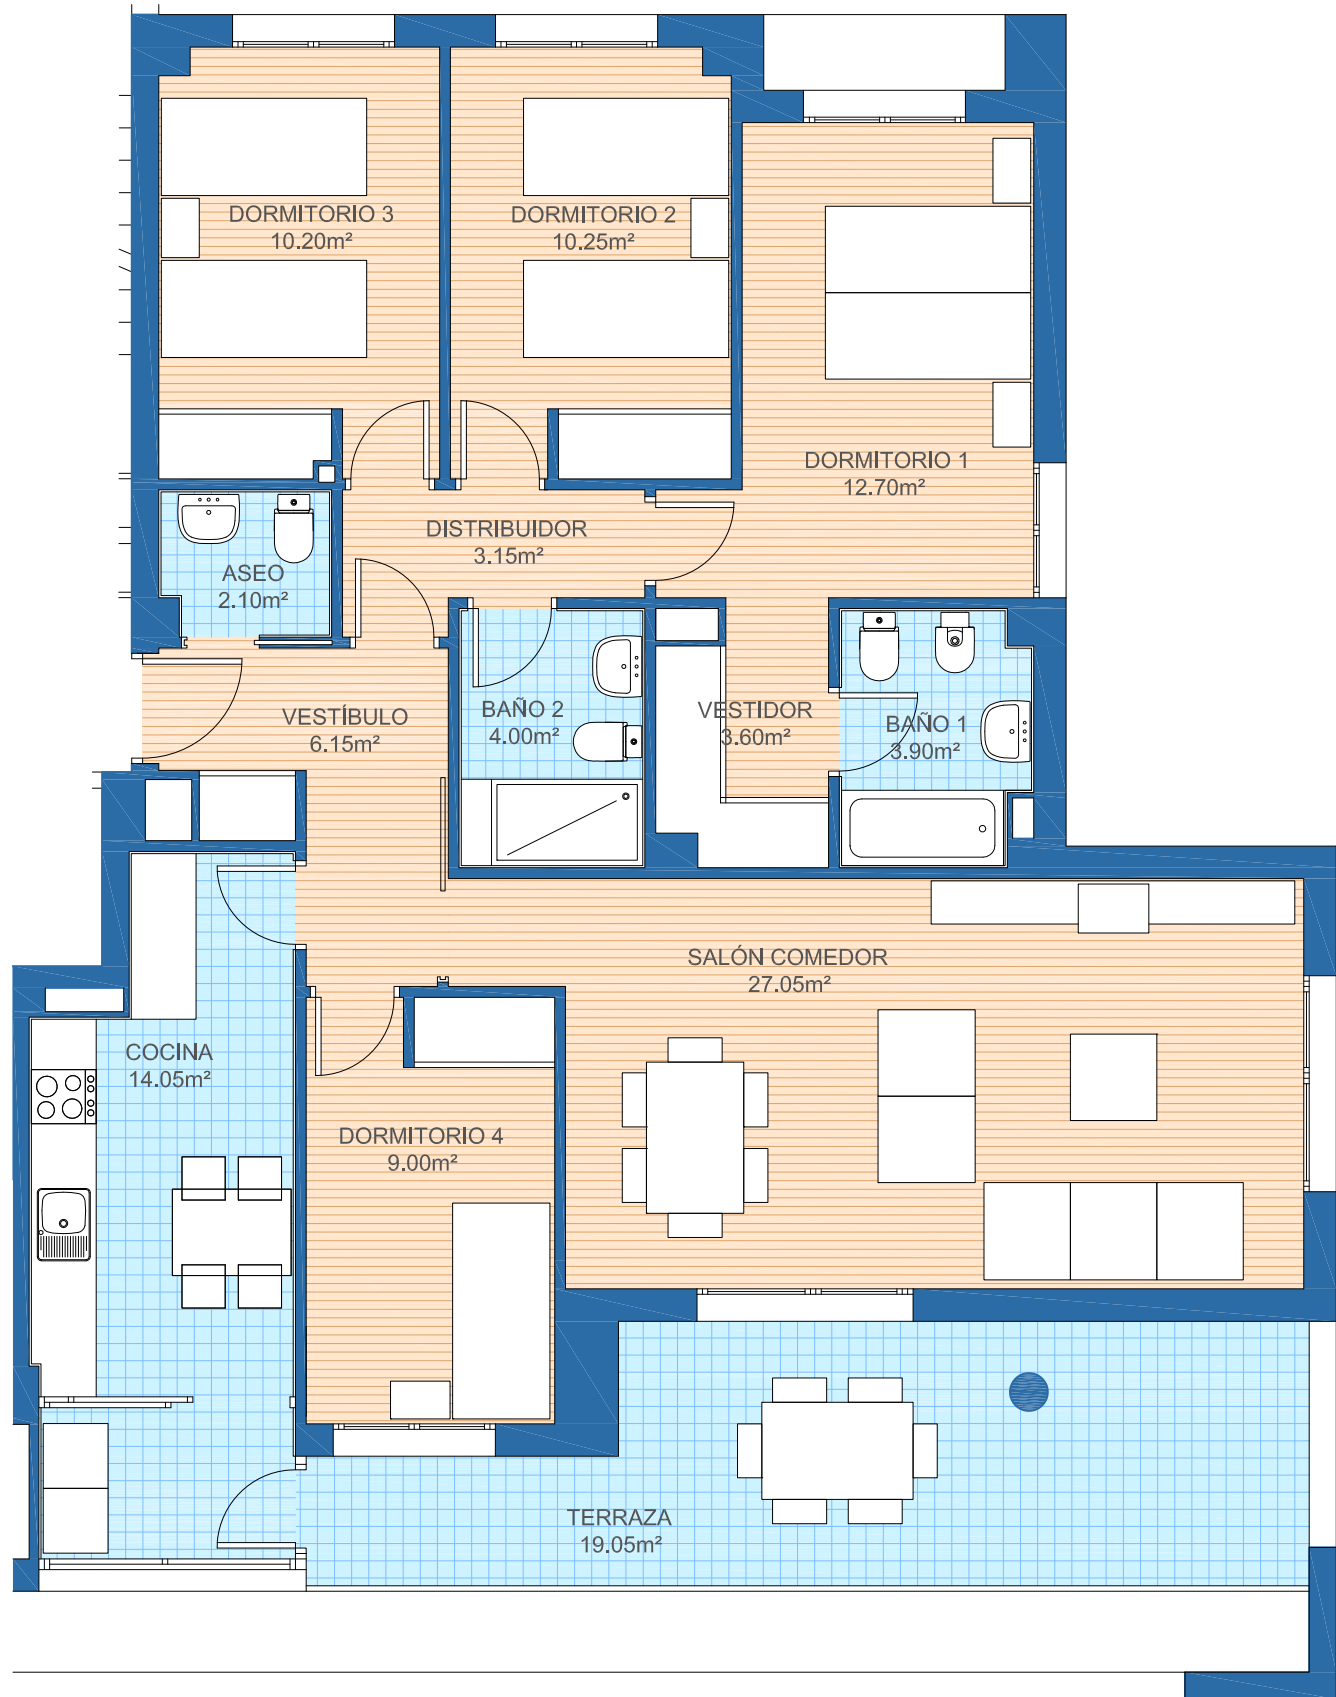 DORMITORIO 3
10.20m²
DORMITORIO 2
10.25m²
DORMITORIO 1
12.70m²
DISTRIBUIDOR
3.15m²
ASEO
2.10m²
VESTÍBULO
6.15m²
BAÑO 2
4.00m²
VESTIDOR
3.60m²
BAÑO 1
3.90m²
SALÓN COMEDOR
27.05m²
COCINA
14.05m²
DORMITORIO 4
9.00m²
TERRAZA
19.05m²